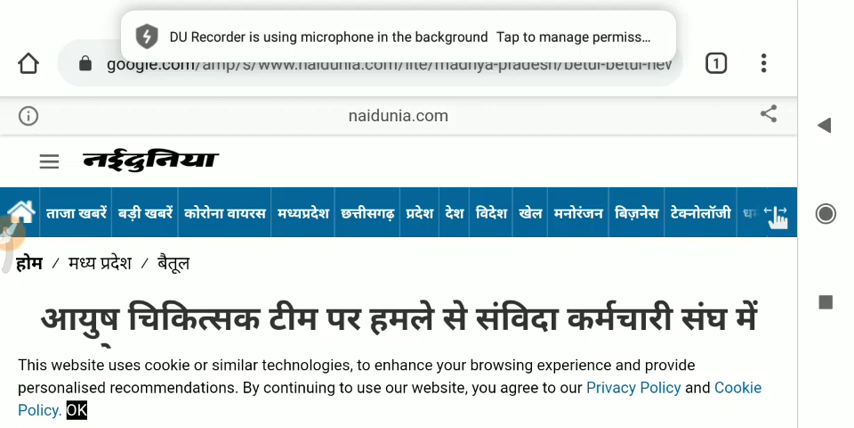 DU Recorder is using microphone in the background Tap to manage permiss...
google.com/amp/s/www.naidunia.com/lite/madhya-pradesh/betul-betul-nev
1
naidunia.com
नईदुनिया
ताजा खबरें बड़ी खबरें कोरोना वायरस मध्यप्रदेश छत्तीसगढ़ प्रदेश देश विदेश खेल मनोरंजन बिज़नेस टेक्नोलॉजी
होम / मध्य प्रदेश / बैतूल
आयुष चिकित्सक टीम पर हमले से संविदा कर्मचारी संघ में
This website uses cookie or similar technologies, to enhance your browsing experience and provide
personalised recommendations. By continuing to use our website, you agree to our Privacy Policy and Cookie
Policy. OK